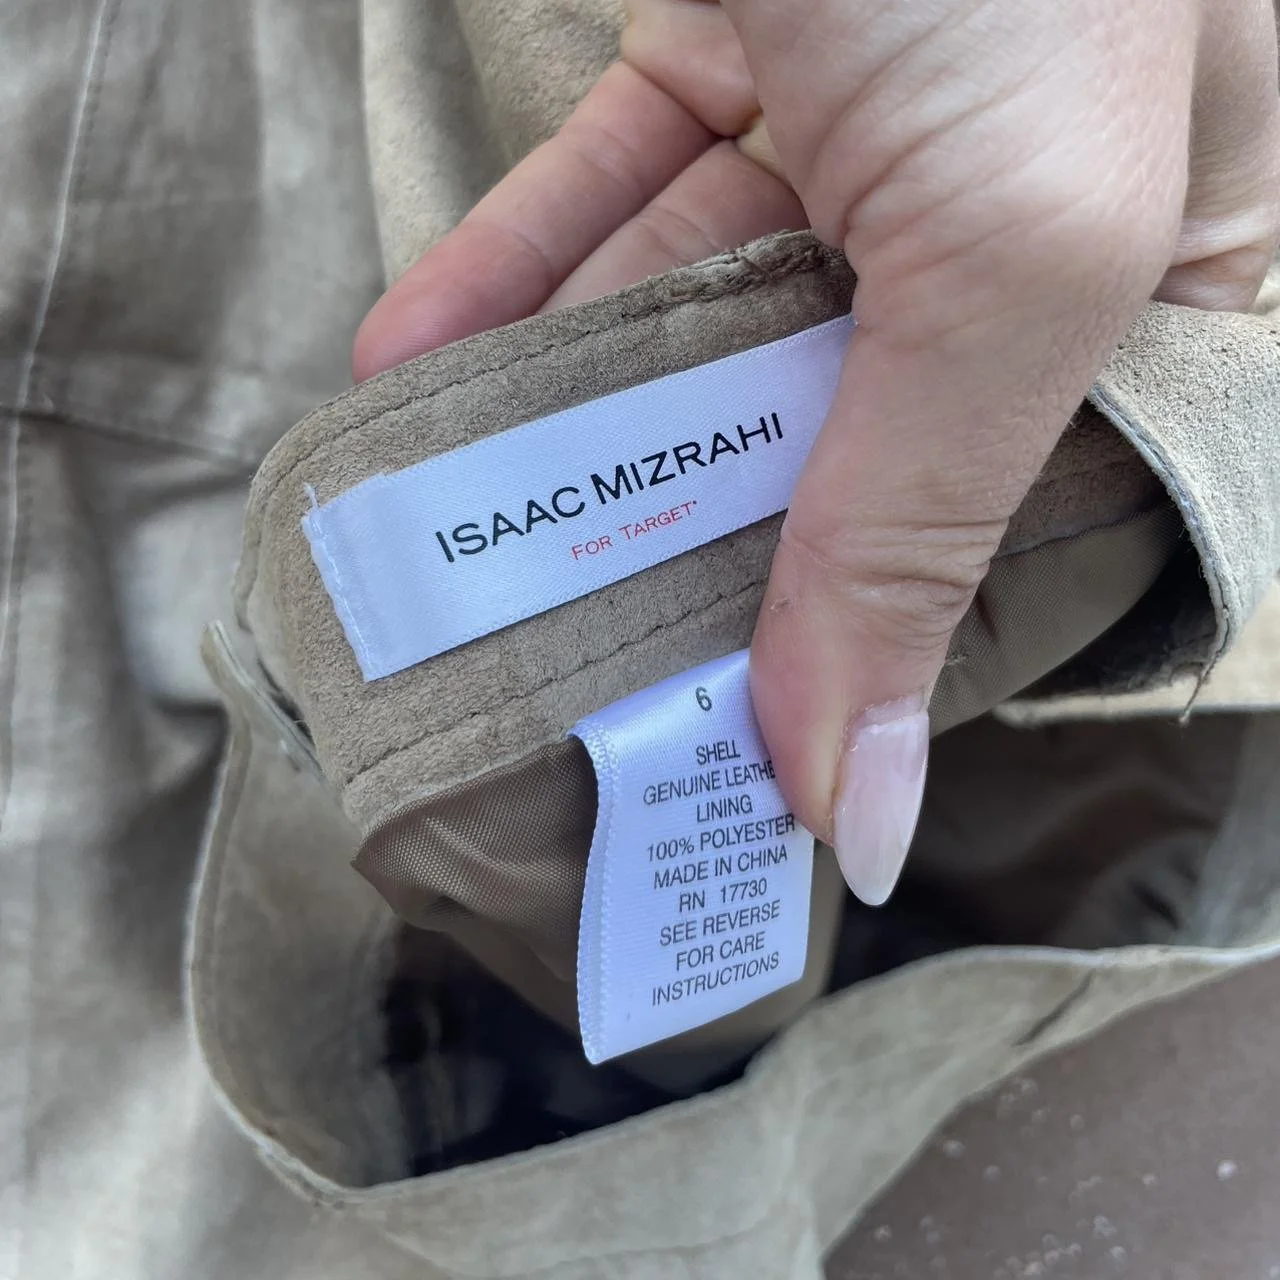 ISAAC MIZRAHI
FOR TARGET
6
SHELL
GENUINE LEATHE
LINING
100% POLYESTER
MADE IN CHINA
RN 17730
SEE REVERSE
FOR CARE
INSTRUCTIONS